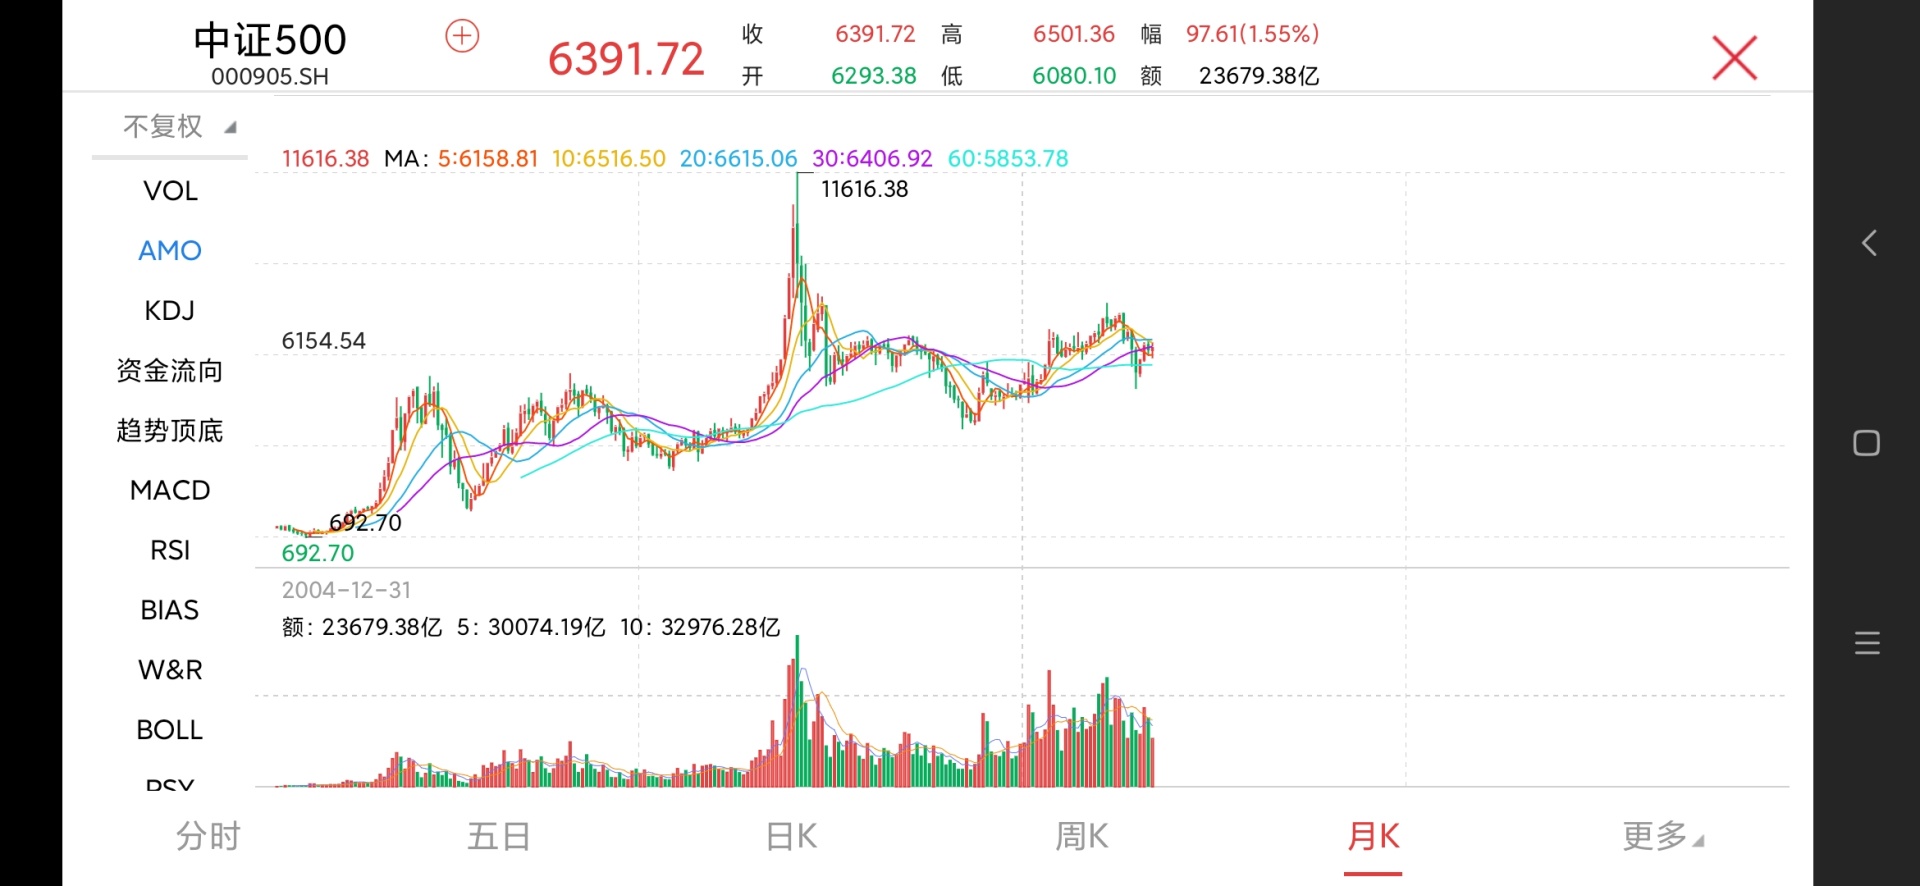 中证500
000905.SH
6391.72
收 6391.72 高 6501.36 幅 97.61(1.55%)
开 6293.38 低 6080.10 额 23679.38亿
不复权
11616.38 MA: 5:6158.81 10:6516.50 20:6615.06 30:6406.92 60:5853.78
11616.38
VOL
AMO
KDJ
6154.54
资金流向
趋势顶底
MACD
692.70
RSI
692.70
2004-12-31
BIAS
额: 23679.38亿 5: 30074.19亿 10: 32976.28亿
W&R
BOLL
PSY
分时 五日 日K 周K 月K 更多